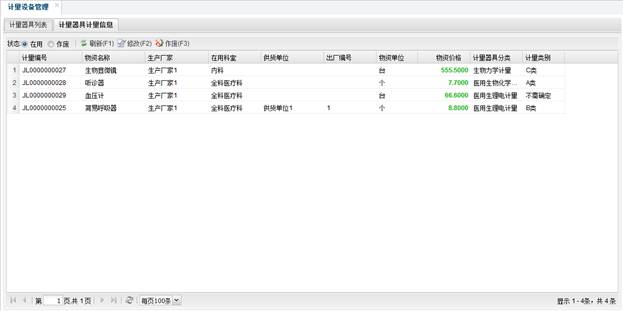 计量设备管理
计量器具列表 计量器具计量信息
状态 在用 作废 刷新(F1) 修改(F2) 作废(F3)
计量编号 物资名称 生产厂家 在用科室 供货单位 出厂编号 物资单位 物资价格 计量器具分类 计量类别
1 JL0000000027 生物显微镜 生产厂家1 内科 台 555.5000 生物力学计量 C类
2 JL0000000028 听诊器 生产厂家1 全科医疗科 个 7.7000 医用生物化学... A类
3 JL0000000029 血压计 生产厂家1 全科医疗科 台 66.6000 医用生理电计量 不需确定
4 JL0000000025 简易呼吸器 生产厂家1 全科医疗科 供货单位1 1 个 8.8000 医用生理电计量 B类
第 1 页,共 1 页 每页100条 显示 1 - 4条，共 4 条